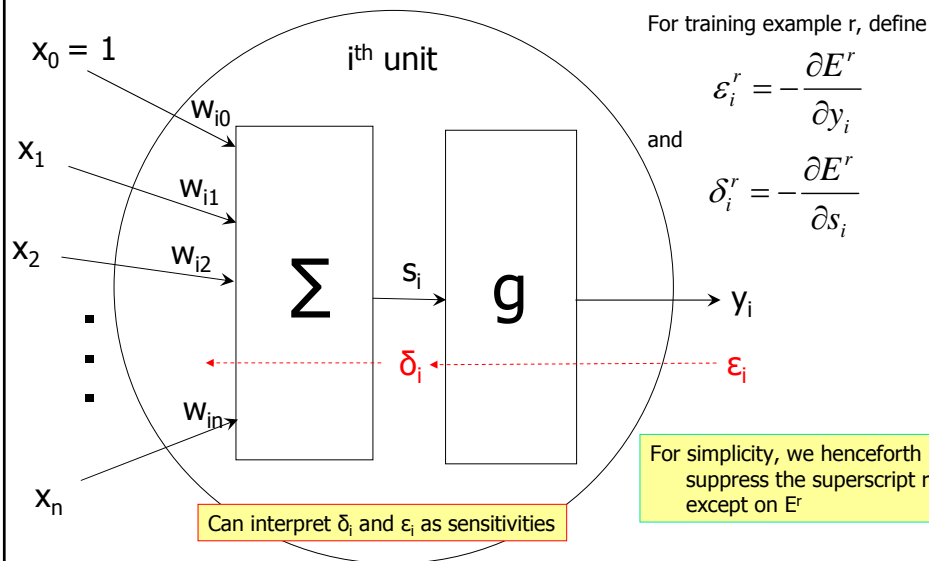 For training example r, define
x₀ = 1
iᵗʰ unit
εᵢʳ = −∂Eʳ/∂yᵢ
wᵢ₀
and
x₁
wᵢ₁
δᵢʳ = −∂Eʳ/∂sᵢ
x₂
wᵢ₂
Σ
sᵢ
g
yᵢ
δᵢ
εᵢ
wᵢₙ
xₙ
For simplicity, we henceforth
suppress the superscript r
except on Eʳ
Can interpret δᵢ and εᵢ as sensitivities